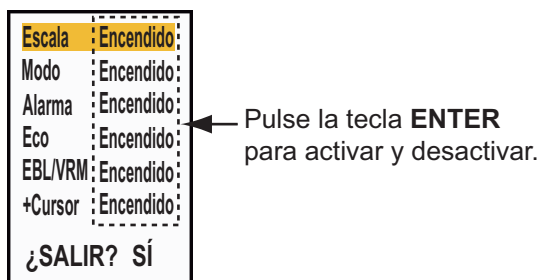 Escala Encendido
Modo Encendido
Alarma Encendido
Eco Encendido
EBL/VRM Encendido
+Cursor Encendido
¿SALIR? SÍ
Pulse la tecla ENTER
para activar y desactivar.